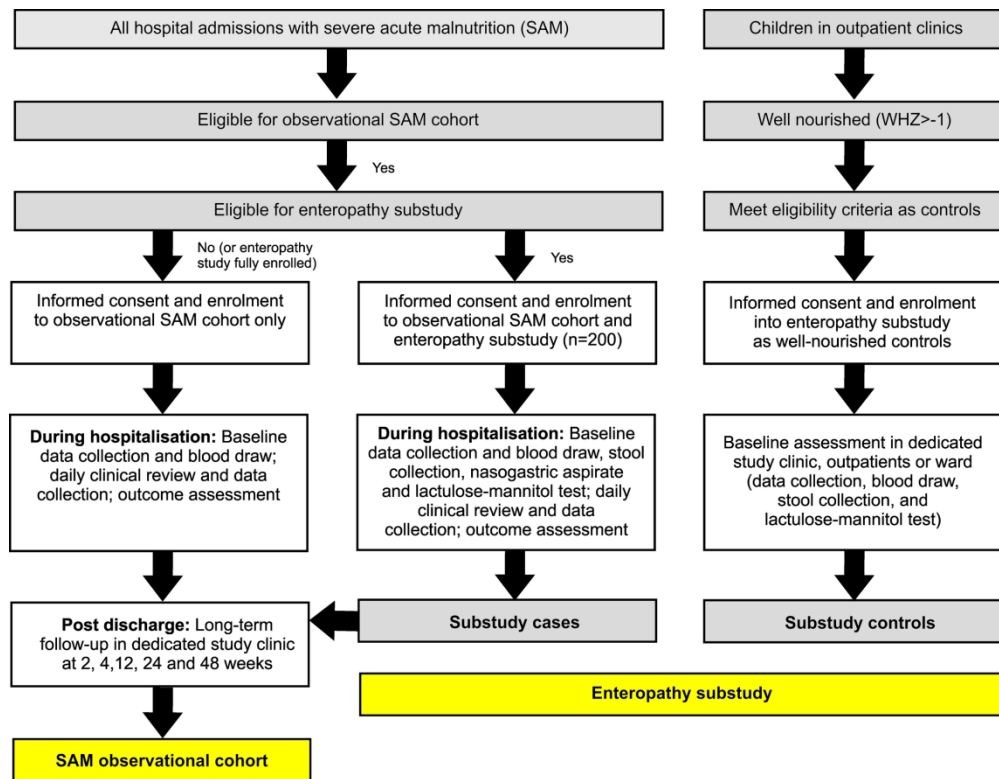 All hospital admissions with severe acute malnutrition (SAM)
Children in outpatient clinics
Eligible for observational SAM cohort
Well nourished (WHZ>-1)
Yes
Eligible for enteropathy substudy
Meet eligibility criteria as controls
No (or enteropathy
study fully enrolled)
Yes
Informed consent and enrolment
to observational SAM cohort only
Informed consent and enrolment
to observational SAM cohort and
enteropathy substudy (n=200)
Informed consent and enrolment
into enteropathy substudy
as well-nourished controls
During hospitalisation: Baseline
data collection and blood draw;
daily clinical review and data
collection; outcome assessment
During hospitalisation: Baseline
data collection and blood draw, stool
collection, nasogastric aspirate
and lactulose-mannitol test; daily
clinical review and data
collection; outcome assessment
Baseline assessment in dedicated
study clinic, outpatients or ward
(data collection, blood draw,
stool collection, and
lactulose-mannitol test)
Post discharge: Long-term
follow-up in dedicated study clinic
at 2, 4,12, 24 and 48 weeks
Substudy cases
Substudy controls
Enteropathy substudy
SAM observational cohort